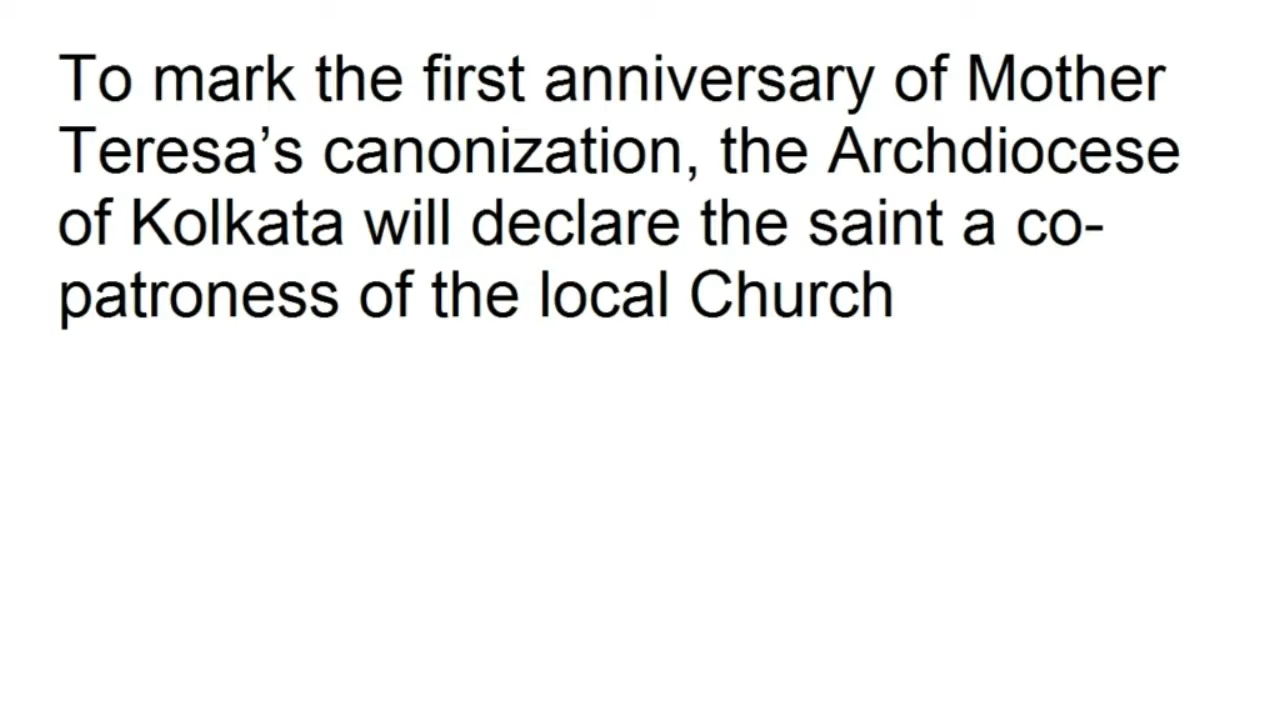 To mark the first anniversary of Mother
Teresa’s canonization, the Archdiocese
of Kolkata will declare the saint a co-
patroness of the local Church